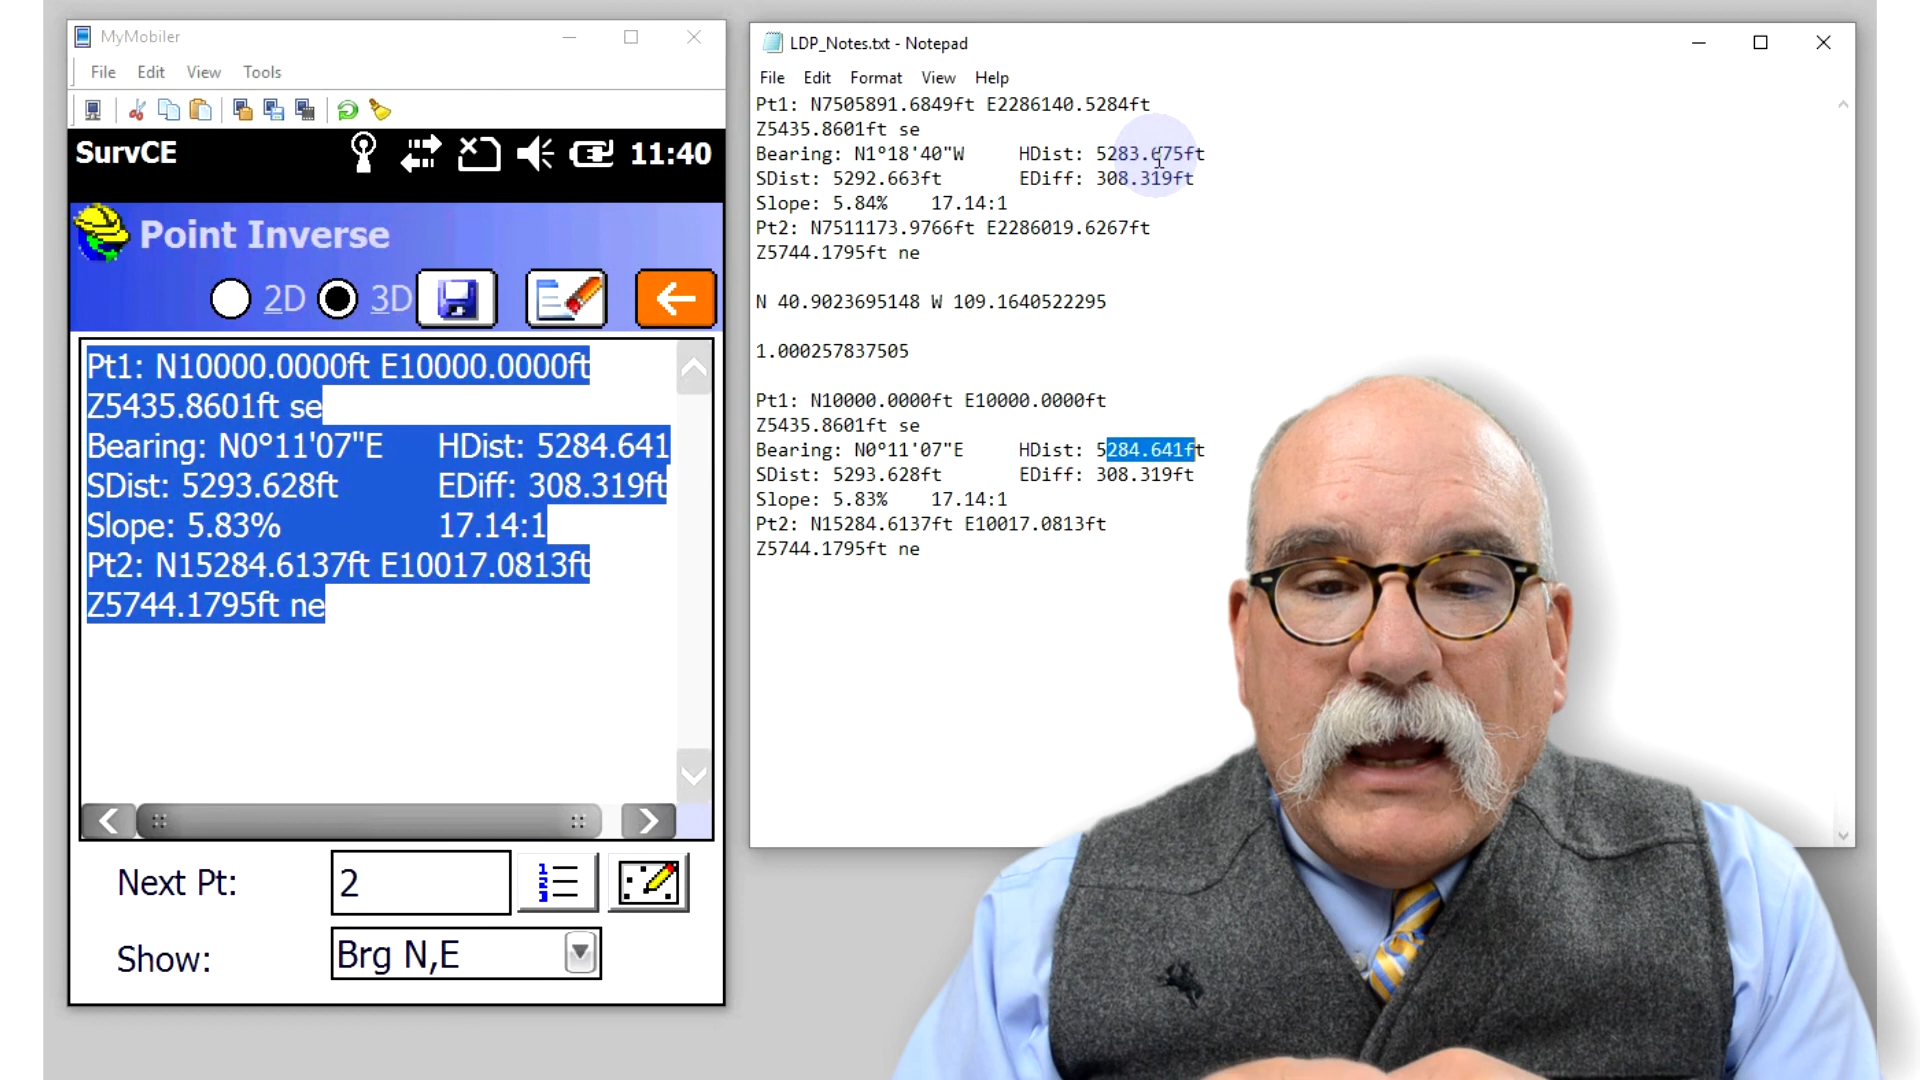 MyMobiler
File Edit View Tools
SurvCE 11:40
Point Inverse
2D 3D
Pt1: N10000.0000ft E10000.0000ft
Z5435.8601ft se
Bearing: N0°11'07"E HDist: 5284.641
SDist: 5293.628ft EDiff: 308.319ft
Slope: 5.83% 17.14:1
Pt2: N15284.6137ft E10017.0813ft
Z5744.1795ft ne
Next Pt: 2
1
2
3
Show: Brg N,E
LDP_Notes.txt - Notepad
File Edit Format View Help
Pt1: N7505891.6849ft E2286140.5284ft
Z5435.8601ft se
Bearing: N1°18'40"W HDist: 5283.675ft
SDist: 5292.663ft EDiff: 308.319ft
Slope: 5.84% 17.14:1
Pt2: N7511173.9766ft E2286019.6267ft
Z5744.1795ft ne
N 40.9023695148 W 109.1640522295
1.000257837505
Pt1: N10000.0000ft E10000.0000ft
Z5435.8601ft se
Bearing: N0°11'07"E HDist: 5284.641ft
SDist: 5293.628ft EDiff: 308.319ft
Slope: 5.83% 17.14:1
Pt2: N15284.6137ft E10017.0813ft
Z5744.1795ft ne